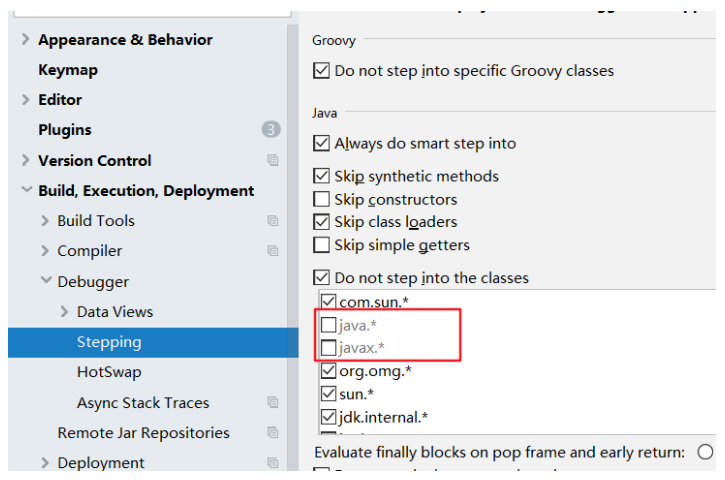 Appearance & Behavior
Keymap
Editor
Plugins
3
Version Control
Build, Execution, Deployment
Build Tools
Compiler
Debugger
Data Views
Stepping
HotSwap
Async Stack Traces
Remote Jar Repositories
Deployment
Groovy
Do not step into specific Groovy classes
Java
Always do smart step into
Skip synthetic methods
Skip constructors
Skip class loaders
Skip simple getters
Do not step into the classes
com.sun.*
java.*
javax.*
org.omg.*
sun.*
jdk.internal.*
Evaluate finally blocks on pop frame and early return: